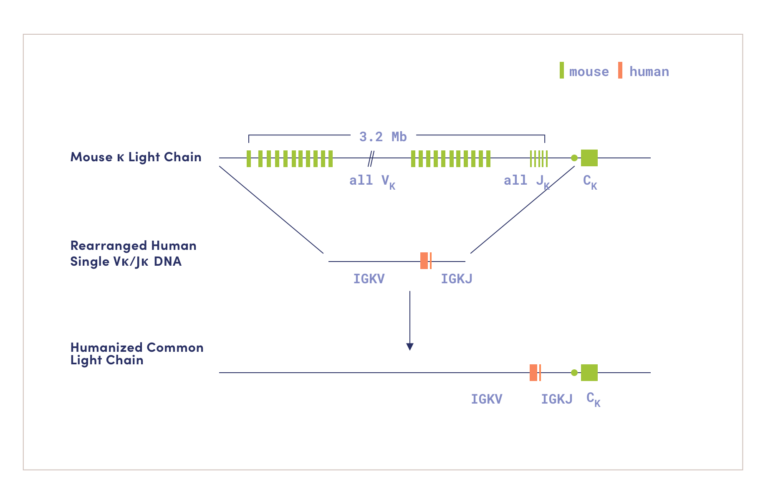 mouse human
3.2 Mb
Mouse κ Light Chain
all Vκ all Jκ Cκ
Rearranged Human
Single Vκ/Jκ DNA
IGKV IGKJ
Humanized Common
Light Chain
IGKV IGKJ Cκ